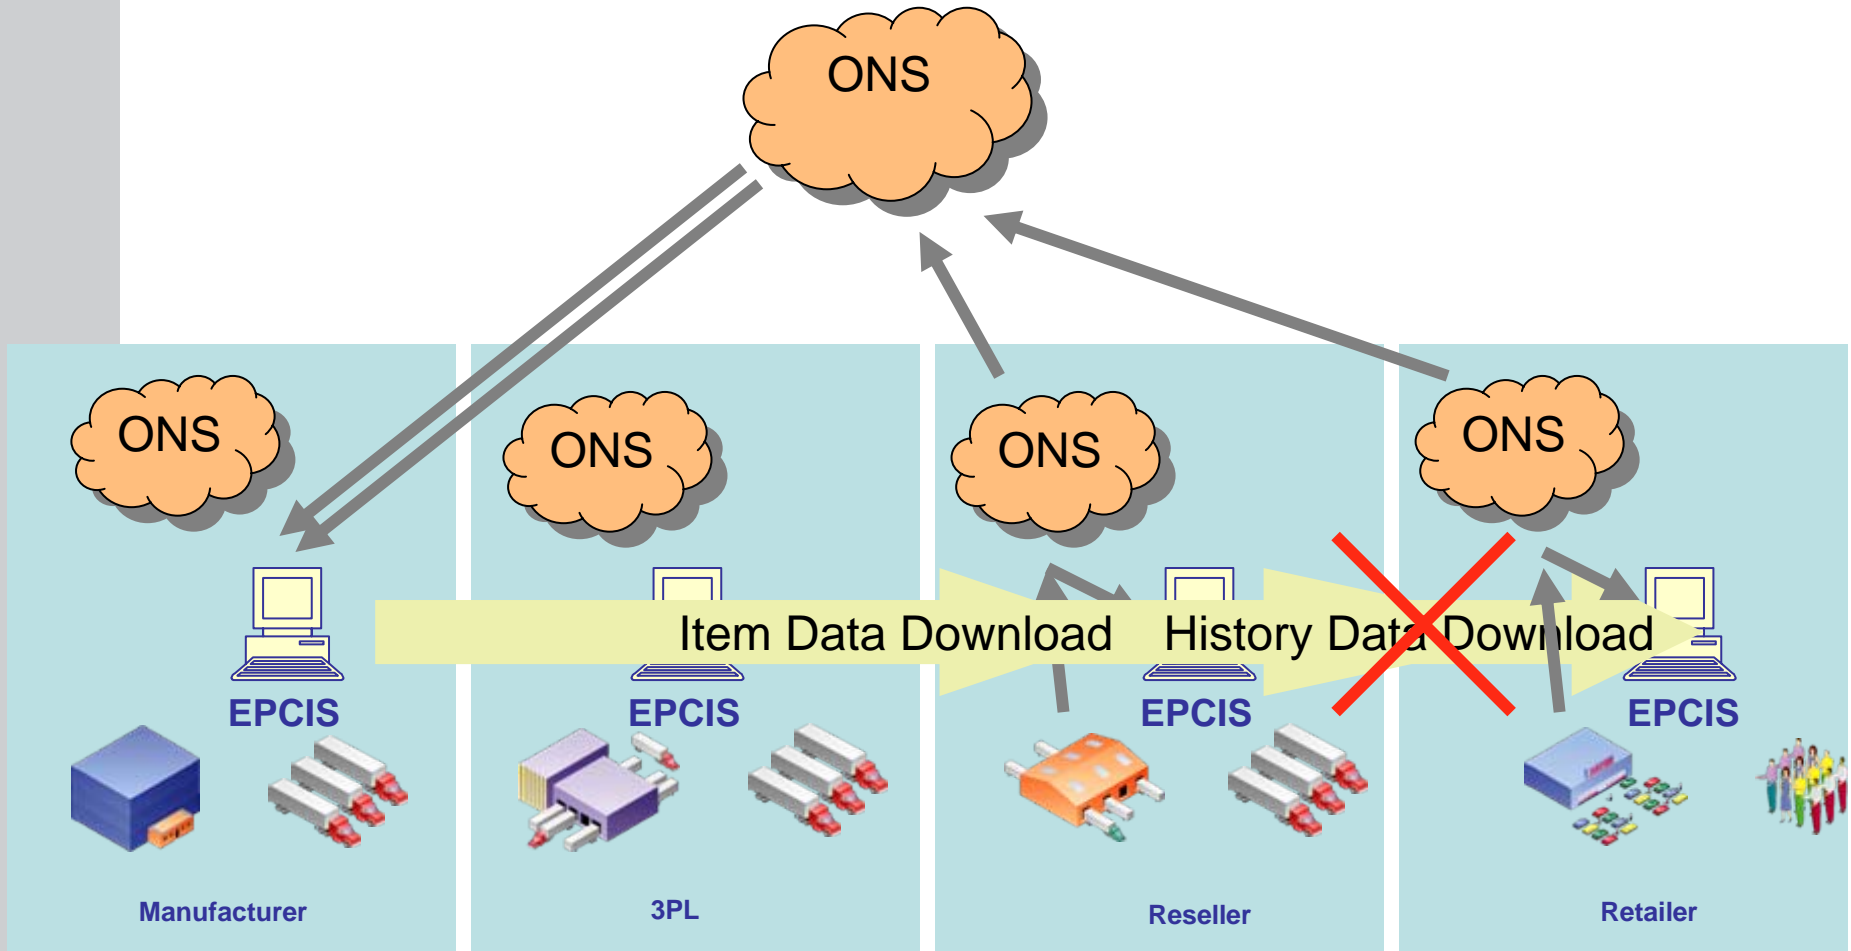 ONS
ONS
ONS
ONS
ONS
Item Data Download
History Data Download
EPCIS
EPCIS
EPCIS
EPCIS
Manufacturer
3PL
Reseller
Retailer